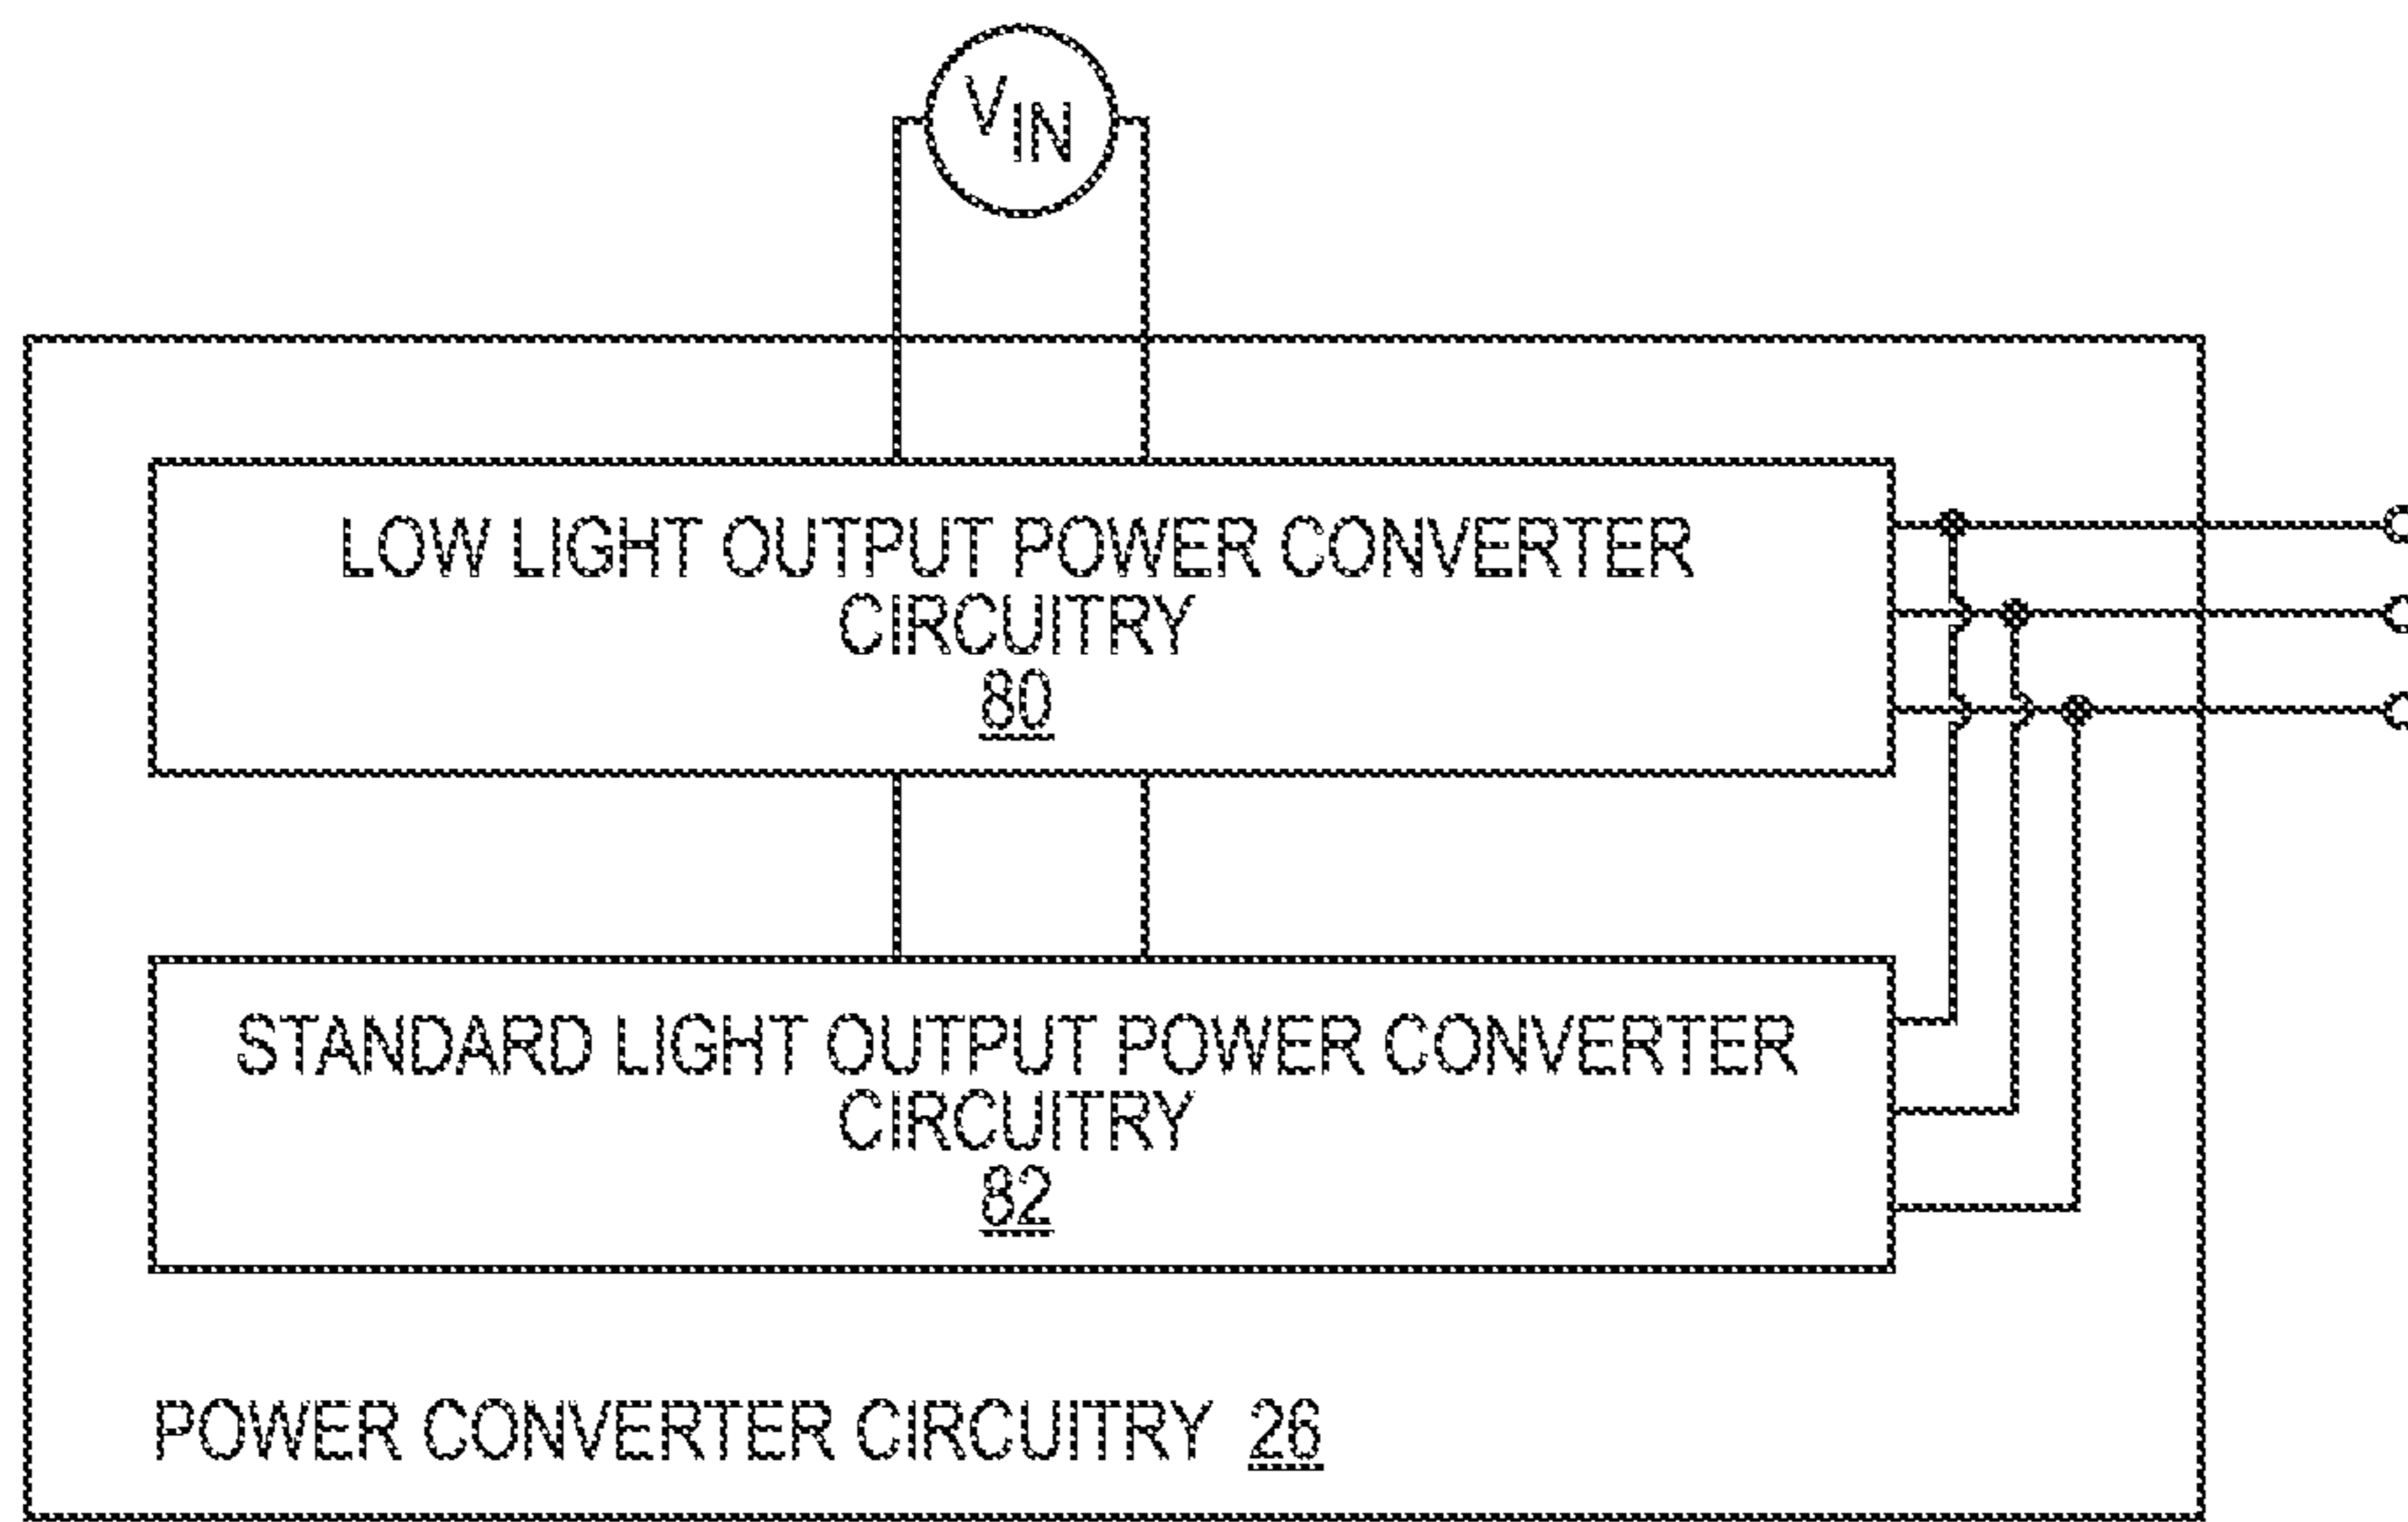 VIN
LOW LIGHT OUTPUT POWER CONVERTER
CIRCUITRY
80
STANDARD LIGHT OUTPUT POWER CONVERTER
CIRCUITRY
82
POWER CONVERTER CIRCUITRY 26